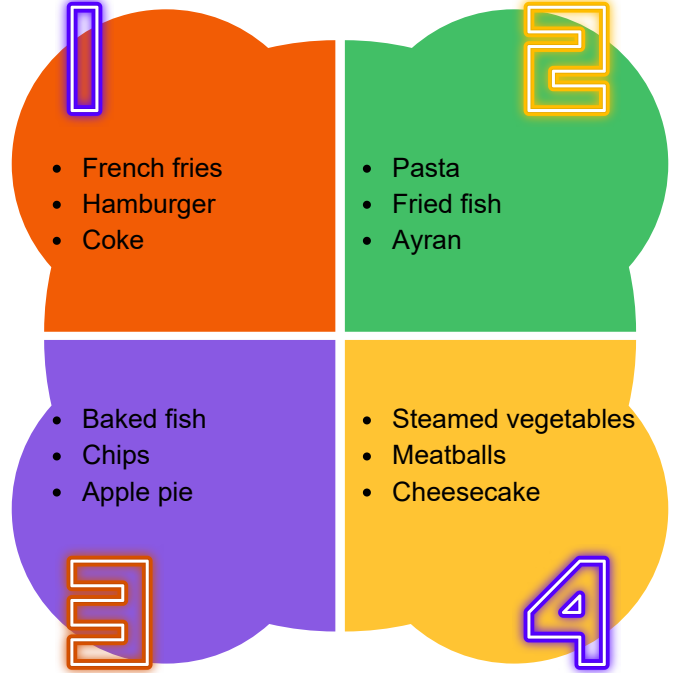 1
• French fries
• Hamburger
• Coke
2
• Pasta
• Fried fish
• Ayran
• Baked fish
• Chips
• Apple pie
3
• Steamed vegetables
• Meatballs
• Cheesecake
4